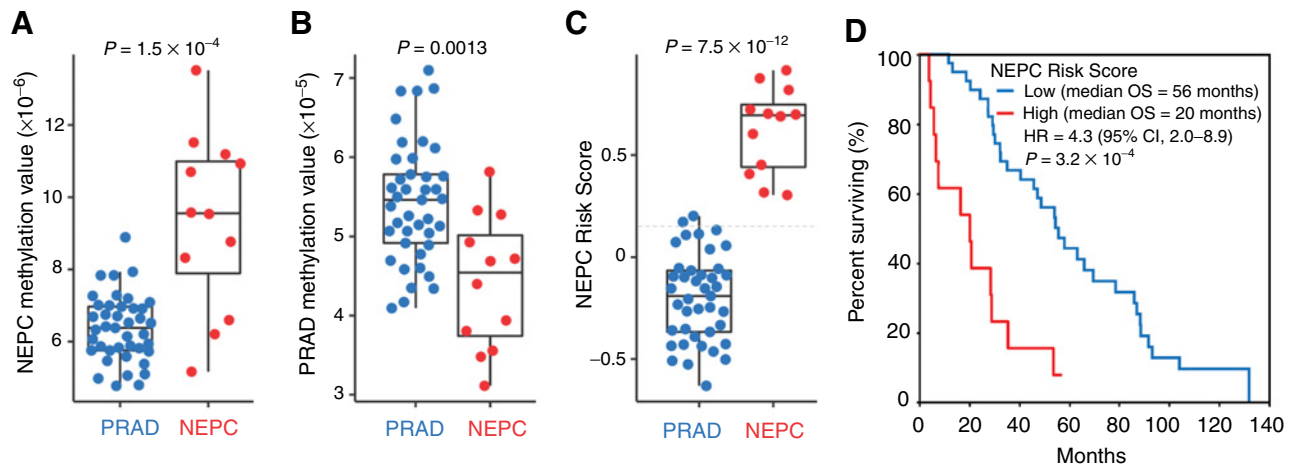 A
P = 1.5 × 10⁻⁴
NEPC methylation value (×10⁻⁶)
12
10
8
6
PRAD
NEPC
B
P = 0.0013
PRAD methylation value (×10⁻⁵)
7
6
5
4
3
PRAD
NEPC
C
P = 7.5 × 10⁻¹²
NEPC Risk Score
0.5
0
−0.5
PRAD
NEPC
D
Percent surviving (%)
100
80
60
40
20
0
NEPC Risk Score
Low (median OS = 56 months)
High (median OS = 20 months)
HR = 4.3 (95% CI, 2.0–8.9)
P = 3.2 × 10⁻⁴
0 20 40 60 80 100 120 140
Months